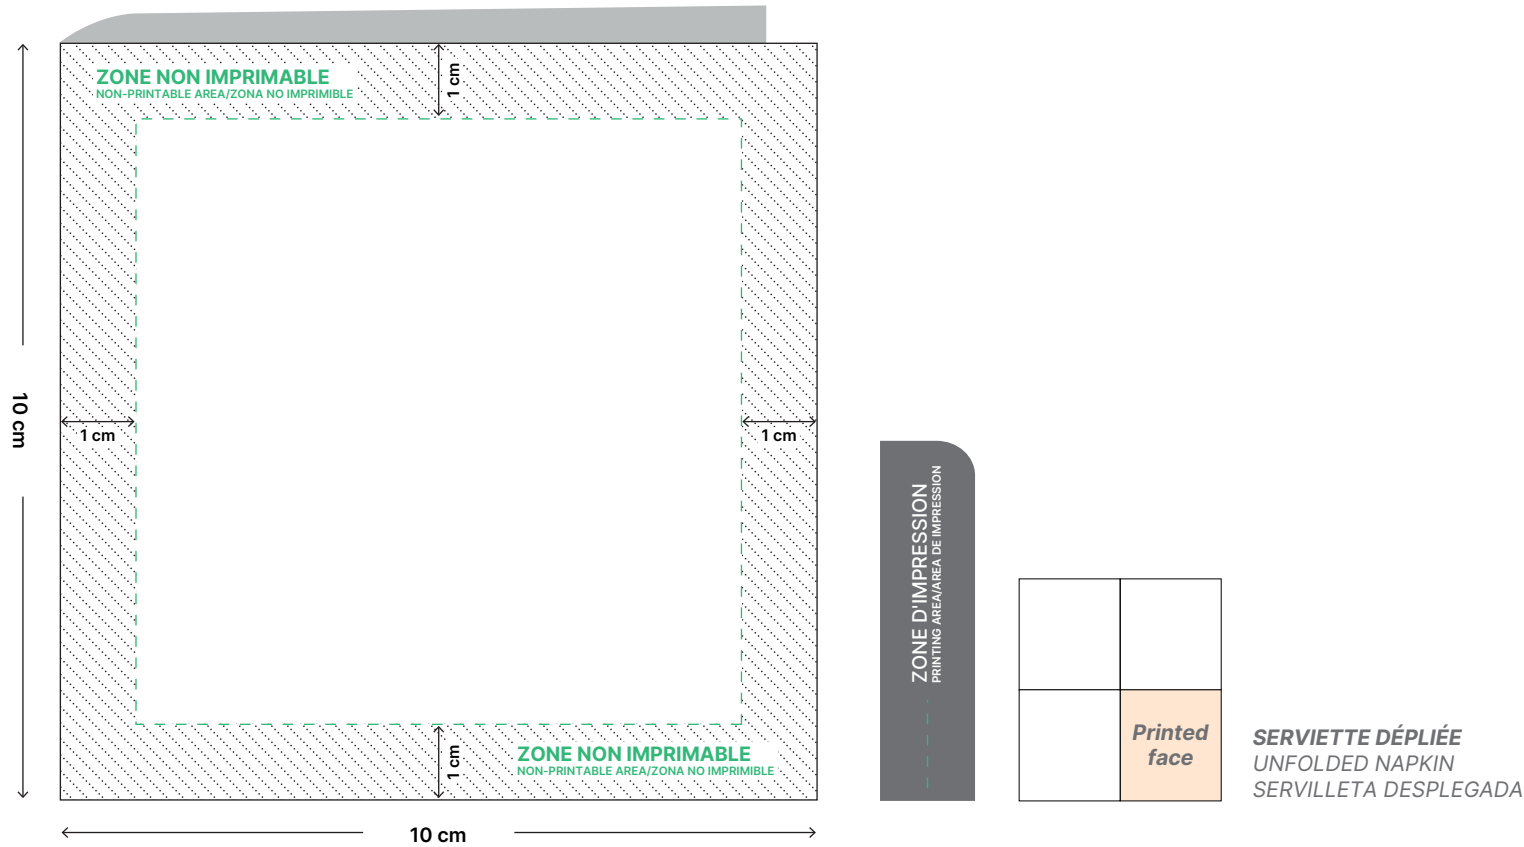 ZONE NON IMPRIMABLE
NON-PRINTABLE AREA/ZONA NO IMPRIMIBLE
1 cm
10 cm
1 cm
1 cm
ZONE NON IMPRIMABLE
NON-PRINTABLE AREA/ZONA NO IMPRIMIBLE
1 cm
10 cm
ZONE D'IMPRESSION
PRINTING AREA/AREA DE IMPRESSION
Printed
face
SERVIETTE DÉPLIÉE
UNFOLDED NAPKIN
SERVILLETA DESPLEGADA